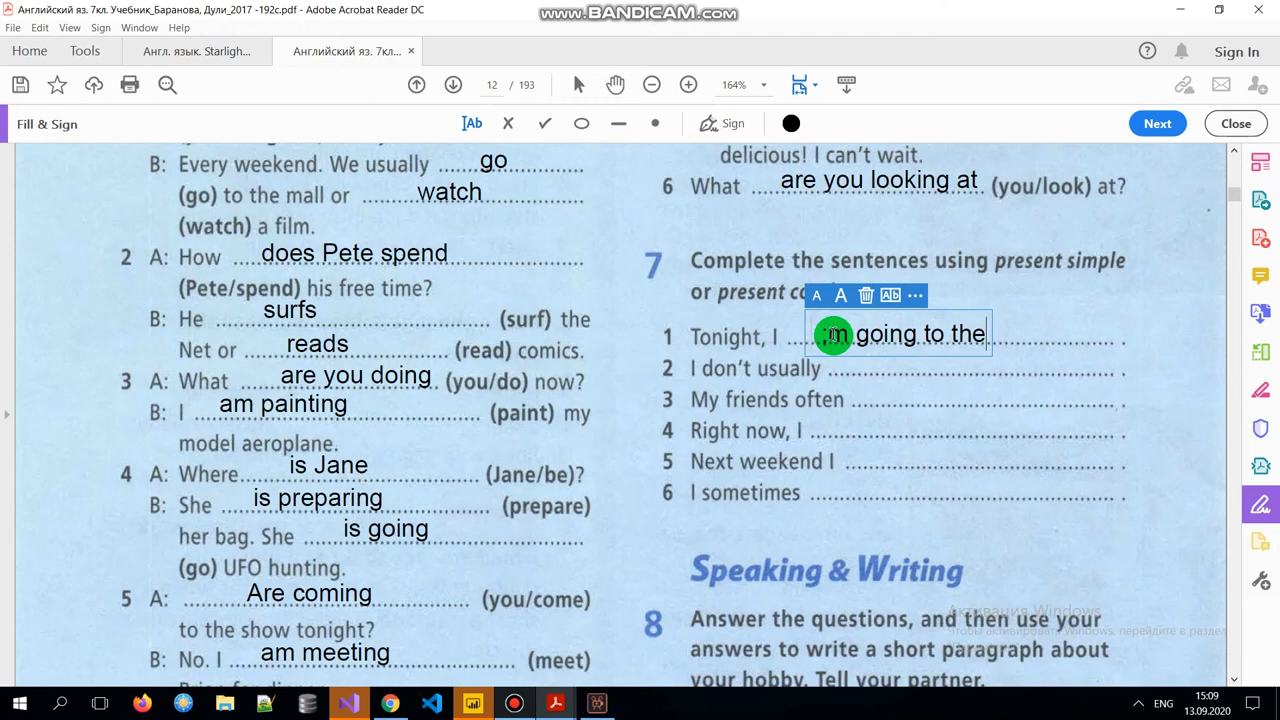 Английский яз. 7кл. Учебник_Баранова, Дули_2017 -192с.pdf - Adobe Acrobat Reader DC
WWW.BANDICAM.COM
File Edit View Sign Window Help
Home Tools Англ. язык. Starligh... Английский яз. 7кл... × Sign In
12 / 193 164%
Fill & Sign Sign Next Close
B: Every weekend. We usually go
(go) to the mall or watch
(watch) a film.
2 A: How does Pete spend
(Pete/spend) his free time?
B: He surfs (surf) the
Net or reads (read) comics.
3 A: What are you doing (you/do) now?
B: I am painting (paint) my
model aeroplane.
4 A: Where is Jane (Jane/be)?
B: She is preparing (prepare)
her bag. She is going
(go) UFO hunting.
5 A: Are coming (you/come)
to the show tonight?
B: No. I am meeting (meet)
delicious! I can't wait.
6 What are you looking at (you/look) at?
7 Complete the sentences using present simple
or present
1 Tonight, I ;m going to the .
2 I don't usually .
3 My friends often .
4 Right now, I .
5 Next weekend I .
6 I sometimes .
Speaking & Writing
8 Answer the questions, and then use your
answers to write a short paragraph about
your hobby. Tell your partner.
Активация Windows
Чтобы активировать Windows, перейдите в раздел
ENG
15:09
13.09.2020